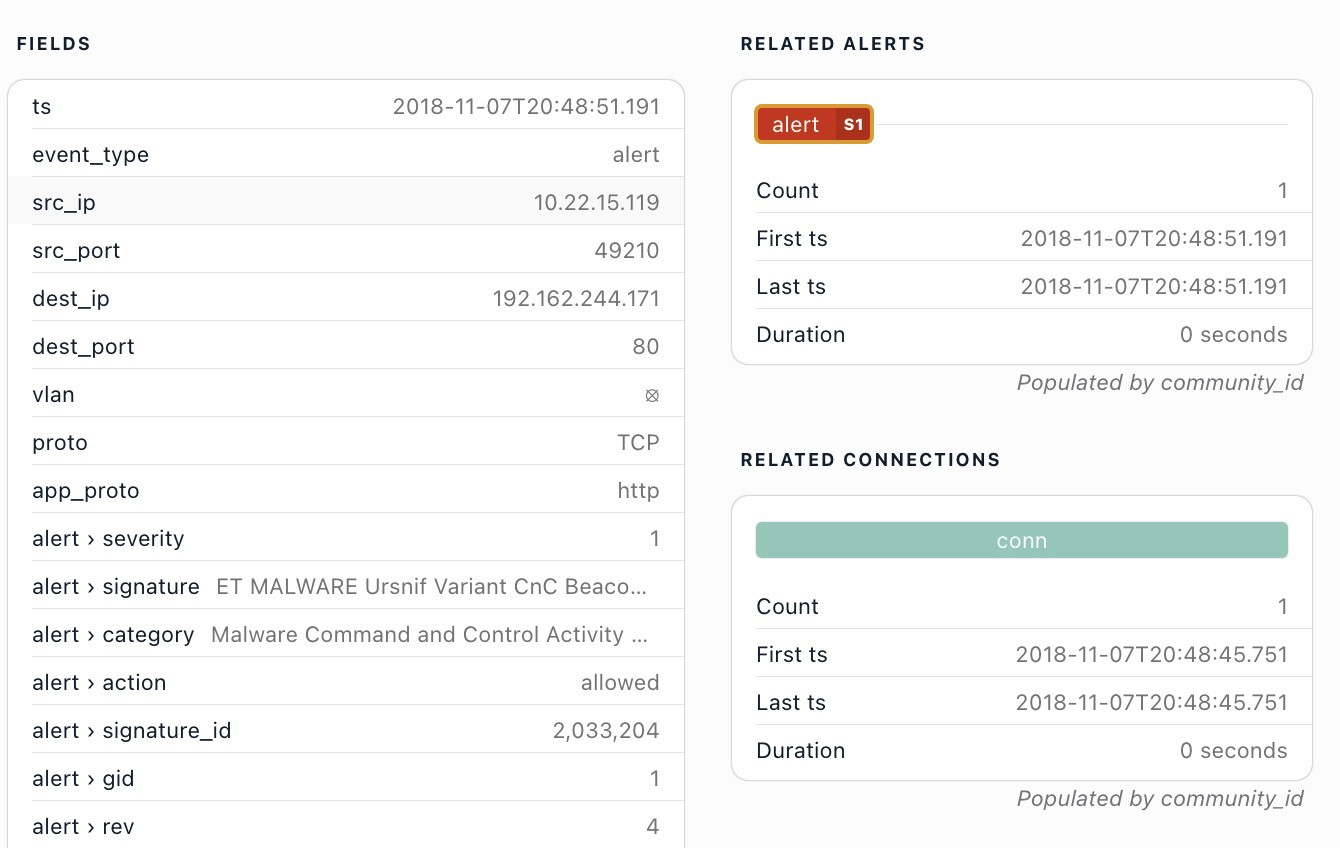 FIELDS
ts 2018-11-07T20:48:51.191
event_type alert
src_ip 10.22.15.119
src_port 49210
dest_ip 192.162.244.171
dest_port 80
vlan ⦻
proto TCP
app_proto http
alert › severity 1
alert › signature ET MALWARE Ursnif Variant CnC Beaco...
alert › category Malware Command and Control Activity ...
alert › action allowed
alert › signature_id 2,033,204
alert › gid 1
alert › rev 4
RELATED ALERTS
alert S1
Count 1
First ts 2018-11-07T20:48:51.191
Last ts 2018-11-07T20:48:51.191
Duration 0 seconds
Populated by community_id
RELATED CONNECTIONS
conn
Count 1
First ts 2018-11-07T20:48:45.751
Last ts 2018-11-07T20:48:45.751
Duration 0 seconds
Populated by community_id